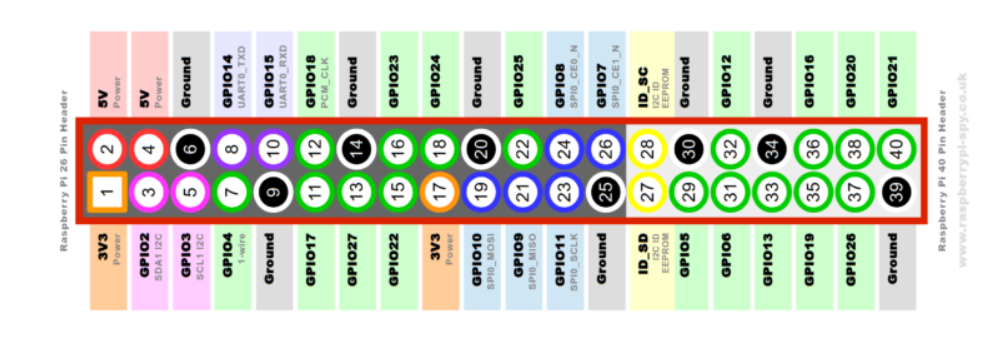 5V
Power
5V
Power
Ground
GPIO14
UART0_TXD
GPIO15
UART0_RXD
GPIO18
PCM_CLK
Ground
GPIO23
GPIO24
Ground
GPIO25
GPIO8
SPI0_CE0_N
GPIO7
SPI0_CE1_N
ID_SC
I2C ID
EEPROM
Ground
GPIO12
Ground
GPIO16
GPIO20
GPIO21
Raspberry Pi 26 Pin Header
2 4 6 8 10 12 14 16 18 20 22 24 26 28 30 32 34 36 38 40
1 3 5 7 9 11 13 15 17 19 21 23 25 27 29 31 33 35 37 39
Raspberry Pi 40 Pin Header
www.raspberrypi-spy.co.uk
3V3
Power
GPIO2
SDA1 I2C
GPIO3
SCL1 I2C
GPIO4
1-wire
Ground
GPIO17
GPIO27
GPIO22
3V3
Power
GPIO10
SPI0_MOSI
GPIO9
SPI0_MISO
GPIO11
SPI0_SCLK
Ground
ID_SD
I2C ID
EEPROM
GPIO5
GPIO6
GPIO13
GPIO19
GPIO26
Ground